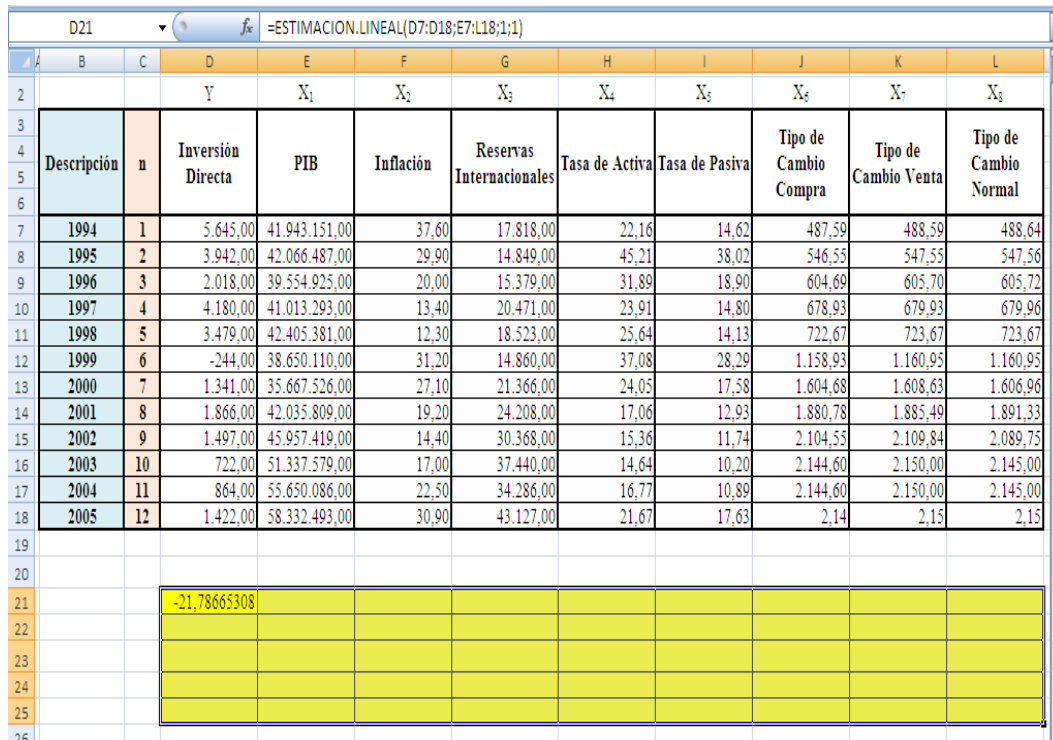 D21 fx =ESTIMACION.LINEAL(D7:D18;E7:L18;1;1)
A B C D E F G H I J K L
2 Y X1 X2 X3 X4 X5 X6 X7 X8
3
4
5
6
Descripción n Inversión Directa PIB Inflación Reservas Internacionales Tasa de Activa Tasa de Pasiva Tipo de Cambio Compra Tipo de Cambio Venta Tipo de Cambio Normal
7 1994 1 5.645,00 41.943.151,00 37,60 17.818,00 22,16 14,62 487,59 488,59 488,64
8 1995 2 3.942,00 42.066.487,00 29,90 14.849,00 45,21 38,02 546,55 547,55 547,56
9 1996 3 2.018,00 39.554.925,00 20,00 15.379,00 31,89 18,90 604,69 605,70 605,72
10 1997 4 4.180,00 41.013.293,00 13,40 20.471,00 23,91 14,80 678,93 679,93 679,96
11 1998 5 3.479,00 42.405.381,00 12,30 18.523,00 25,64 14,13 722,67 723,67 723,67
12 1999 6 -244,00 38.650.110,00 31,20 14.860,00 37,08 28,29 1.158,93 1.160,95 1.160,95
13 2000 7 1.341,00 35.667.526,00 27,10 21.366,00 24,05 17,58 1.604,68 1.608,63 1.606,96
14 2001 8 1.866,00 42.035.809,00 19,20 24.208,00 17,06 12,93 1.880,78 1.885,49 1.891,33
15 2002 9 1.497,00 45.957.419,00 14,40 30.368,00 15,36 11,74 2.104,55 2.109,84 2.089,75
16 2003 10 722,00 51.337.579,00 17,00 37.440,00 14,64 10,20 2.144,60 2.150,00 2.145,00
17 2004 11 864,00 55.650.086,00 22,50 34.286,00 16,77 10,89 2.144,60 2.150,00 2.145,00
18 2005 12 1.422,00 58.332.493,00 30,90 43.127,00 21,67 17,63 2,14 2,15 2,15
19
20
21 -21,78665308
22
23
24
25
26